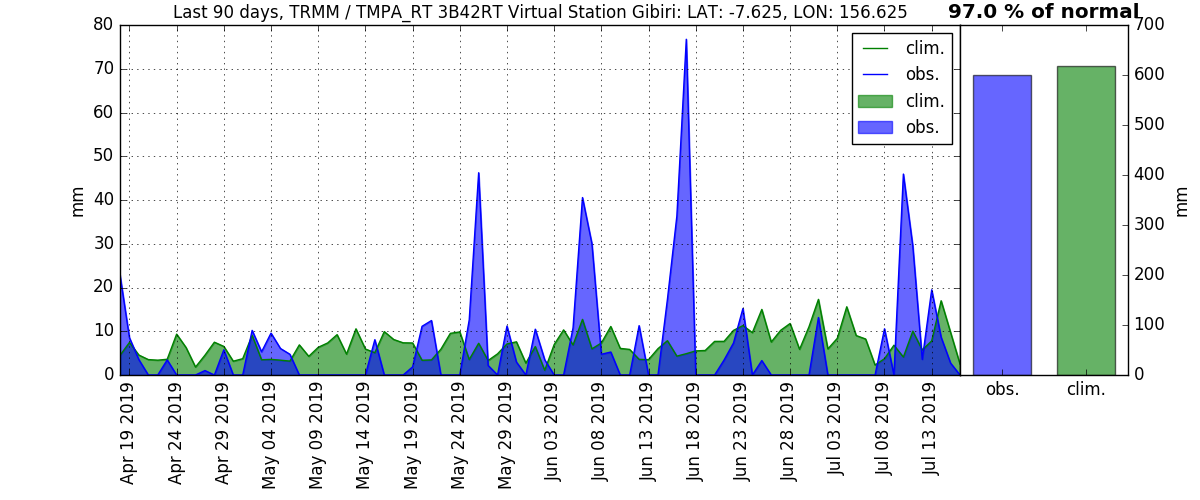 Last 90 days, TRMM / TMPA_RT 3B42RT Virtual Station Gibiri: LAT: -7.625, LON: 156.625
97.0 % of normal
80
70
60
50
40
30
20
10
0
mm
clim.
obs.
clim.
obs.
700
600
500
400
300
200
100
0
mm
obs.
clim.
Apr 19 2019
Apr 24 2019
Apr 29 2019
May 04 2019
May 09 2019
May 14 2019
May 19 2019
May 24 2019
May 29 2019
Jun 03 2019
Jun 08 2019
Jun 13 2019
Jun 18 2019
Jun 23 2019
Jun 28 2019
Jul 03 2019
Jul 08 2019
Jul 13 2019